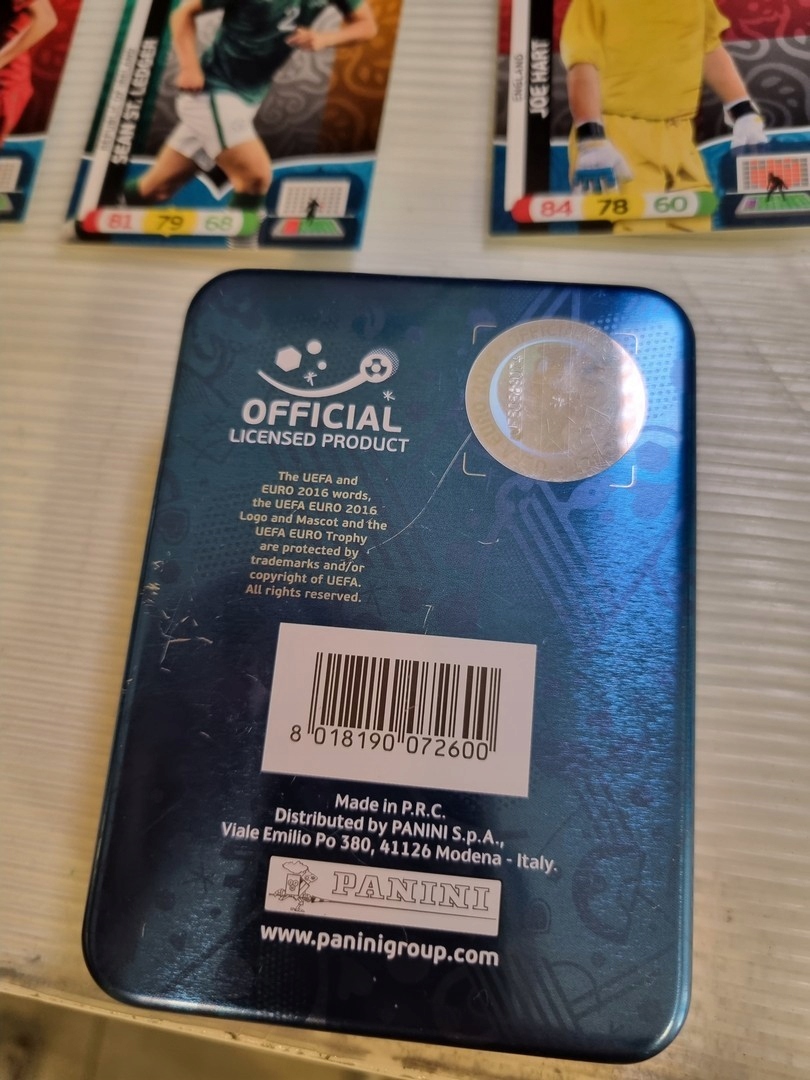 REPUBLIC OF IRELAND
SEAN ST. LEDGER
81 79 68
ENGLAND
JOE HART
84 78 60
OFFICIAL
LICENSED PRODUCT
The UEFA and
EURO 2016 words,
the UEFA EURO 2016
Logo and Mascot and the
UEFA EURO Trophy
are protected by
trademarks and/or
copyright of UEFA.
All rights reserved.
8 018190 072600
Made in P.R.C.
Distributed by PANINI S.p.A.,
Viale Emilio Po 380, 41126 Modena - Italy.
PANINI
www.paninigroup.com